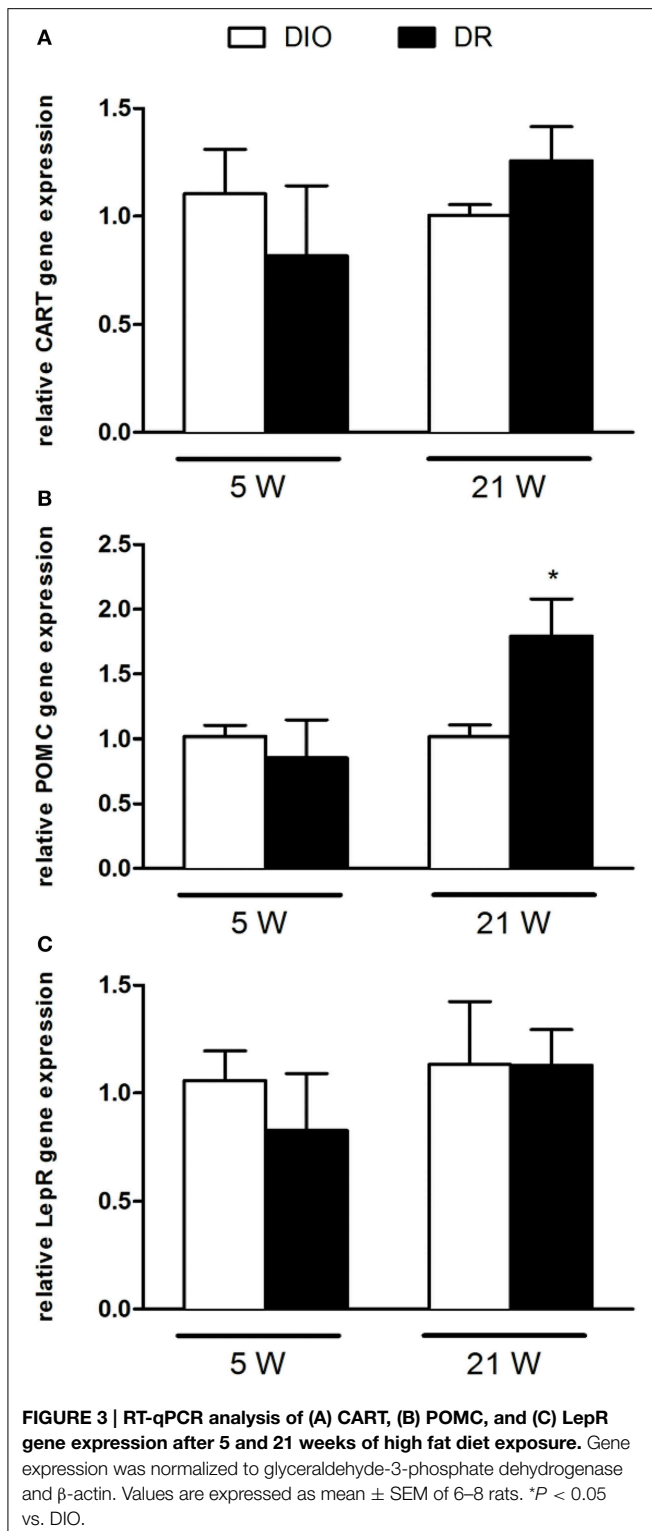 A
DIO DR
relative CART gene expression
1.5
1.0
0.5
0.0
5 W 21 W
B
relative POMC gene expression
2.5
2.0
1.5
1.0
0.5
0.0
*
5 W 21 W
C
relative LepR gene expression
1.5
1.0
0.5
0.0
5 W 21 W
FIGURE 3 | RT-qPCR analysis of (A) CART, (B) POMC, and (C) LepR
gene expression after 5 and 21 weeks of high fat diet exposure. Gene
expression was normalized to glyceraldehyde-3-phosphate dehydrogenase
and β-actin. Values are expressed as mean ± SEM of 6–8 rats. *P < 0.05
vs. DIO.